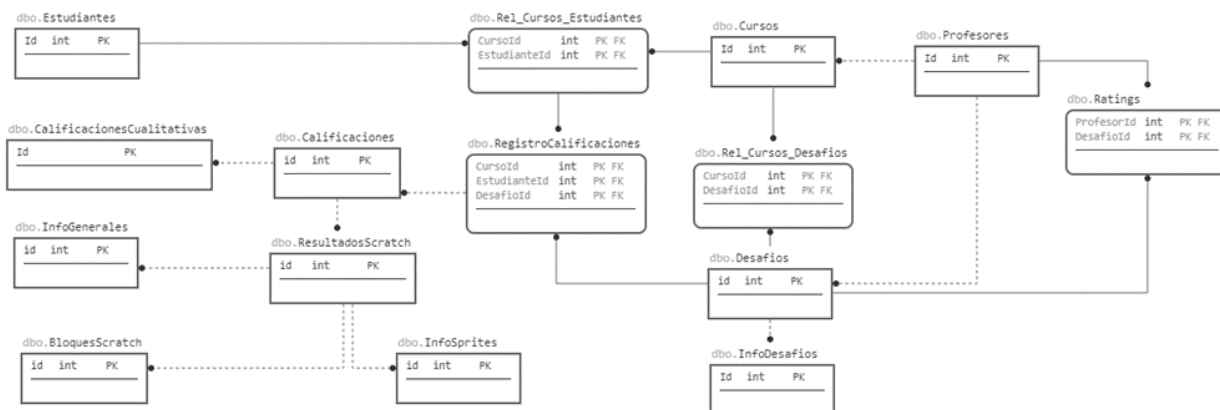 dbo.Estudiantes
Id int PK
dbo.Rel_Cursos_Estudiantes
CursoId int PK FK
EstudianteId int PK FK
dbo.Cursos
Id int PK
dbo.Profesores
Id int PK
dbo.Ratings
ProfesorId int PK FK
DesafioId int PK FK
dbo.CalificacionesCualitativas
Id PK
dbo.Calificaciones
id int PK
dbo.RegistroCalificaciones
CursoId int PK FK
EstudianteId int PK FK
DesafioId int PK FK
dbo.Rel_Cursos_Desafios
CursoId int PK FK
DesafioId int PK FK
dbo.InfoGenerales
id int PK
dbo.ResultadosScratch
id int PK
dbo.Desafios
id int PK
dbo.BloquesScratch
id int PK
dbo.InfoSprites
id int PK
dbo.InfoDesafios
Id int PK